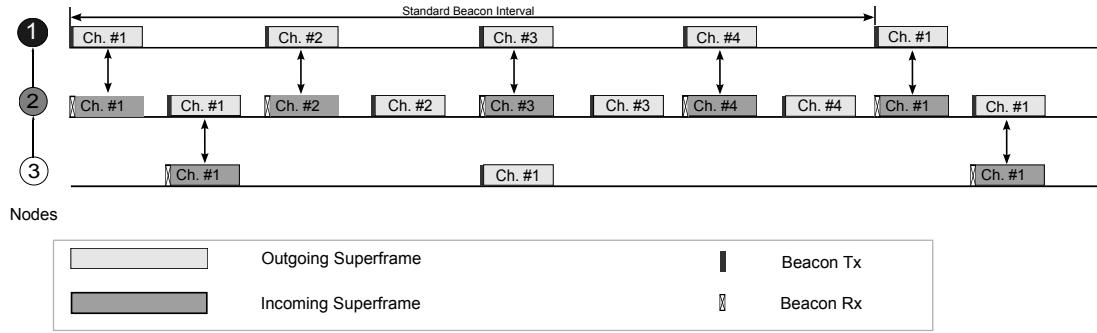 Standard Beacon Interval
1 Ch. #1 Ch. #2 Ch. #3 Ch. #4 Ch. #1
2 Ch. #1 Ch. #1 Ch. #2 Ch. #2 Ch. #3 Ch. #3 Ch. #4 Ch. #4 Ch. #1 Ch. #1
3 Ch. #1 Ch. #1 Ch. #1
Nodes
Outgoing Superframe Beacon Tx
Incoming Superframe Beacon Rx